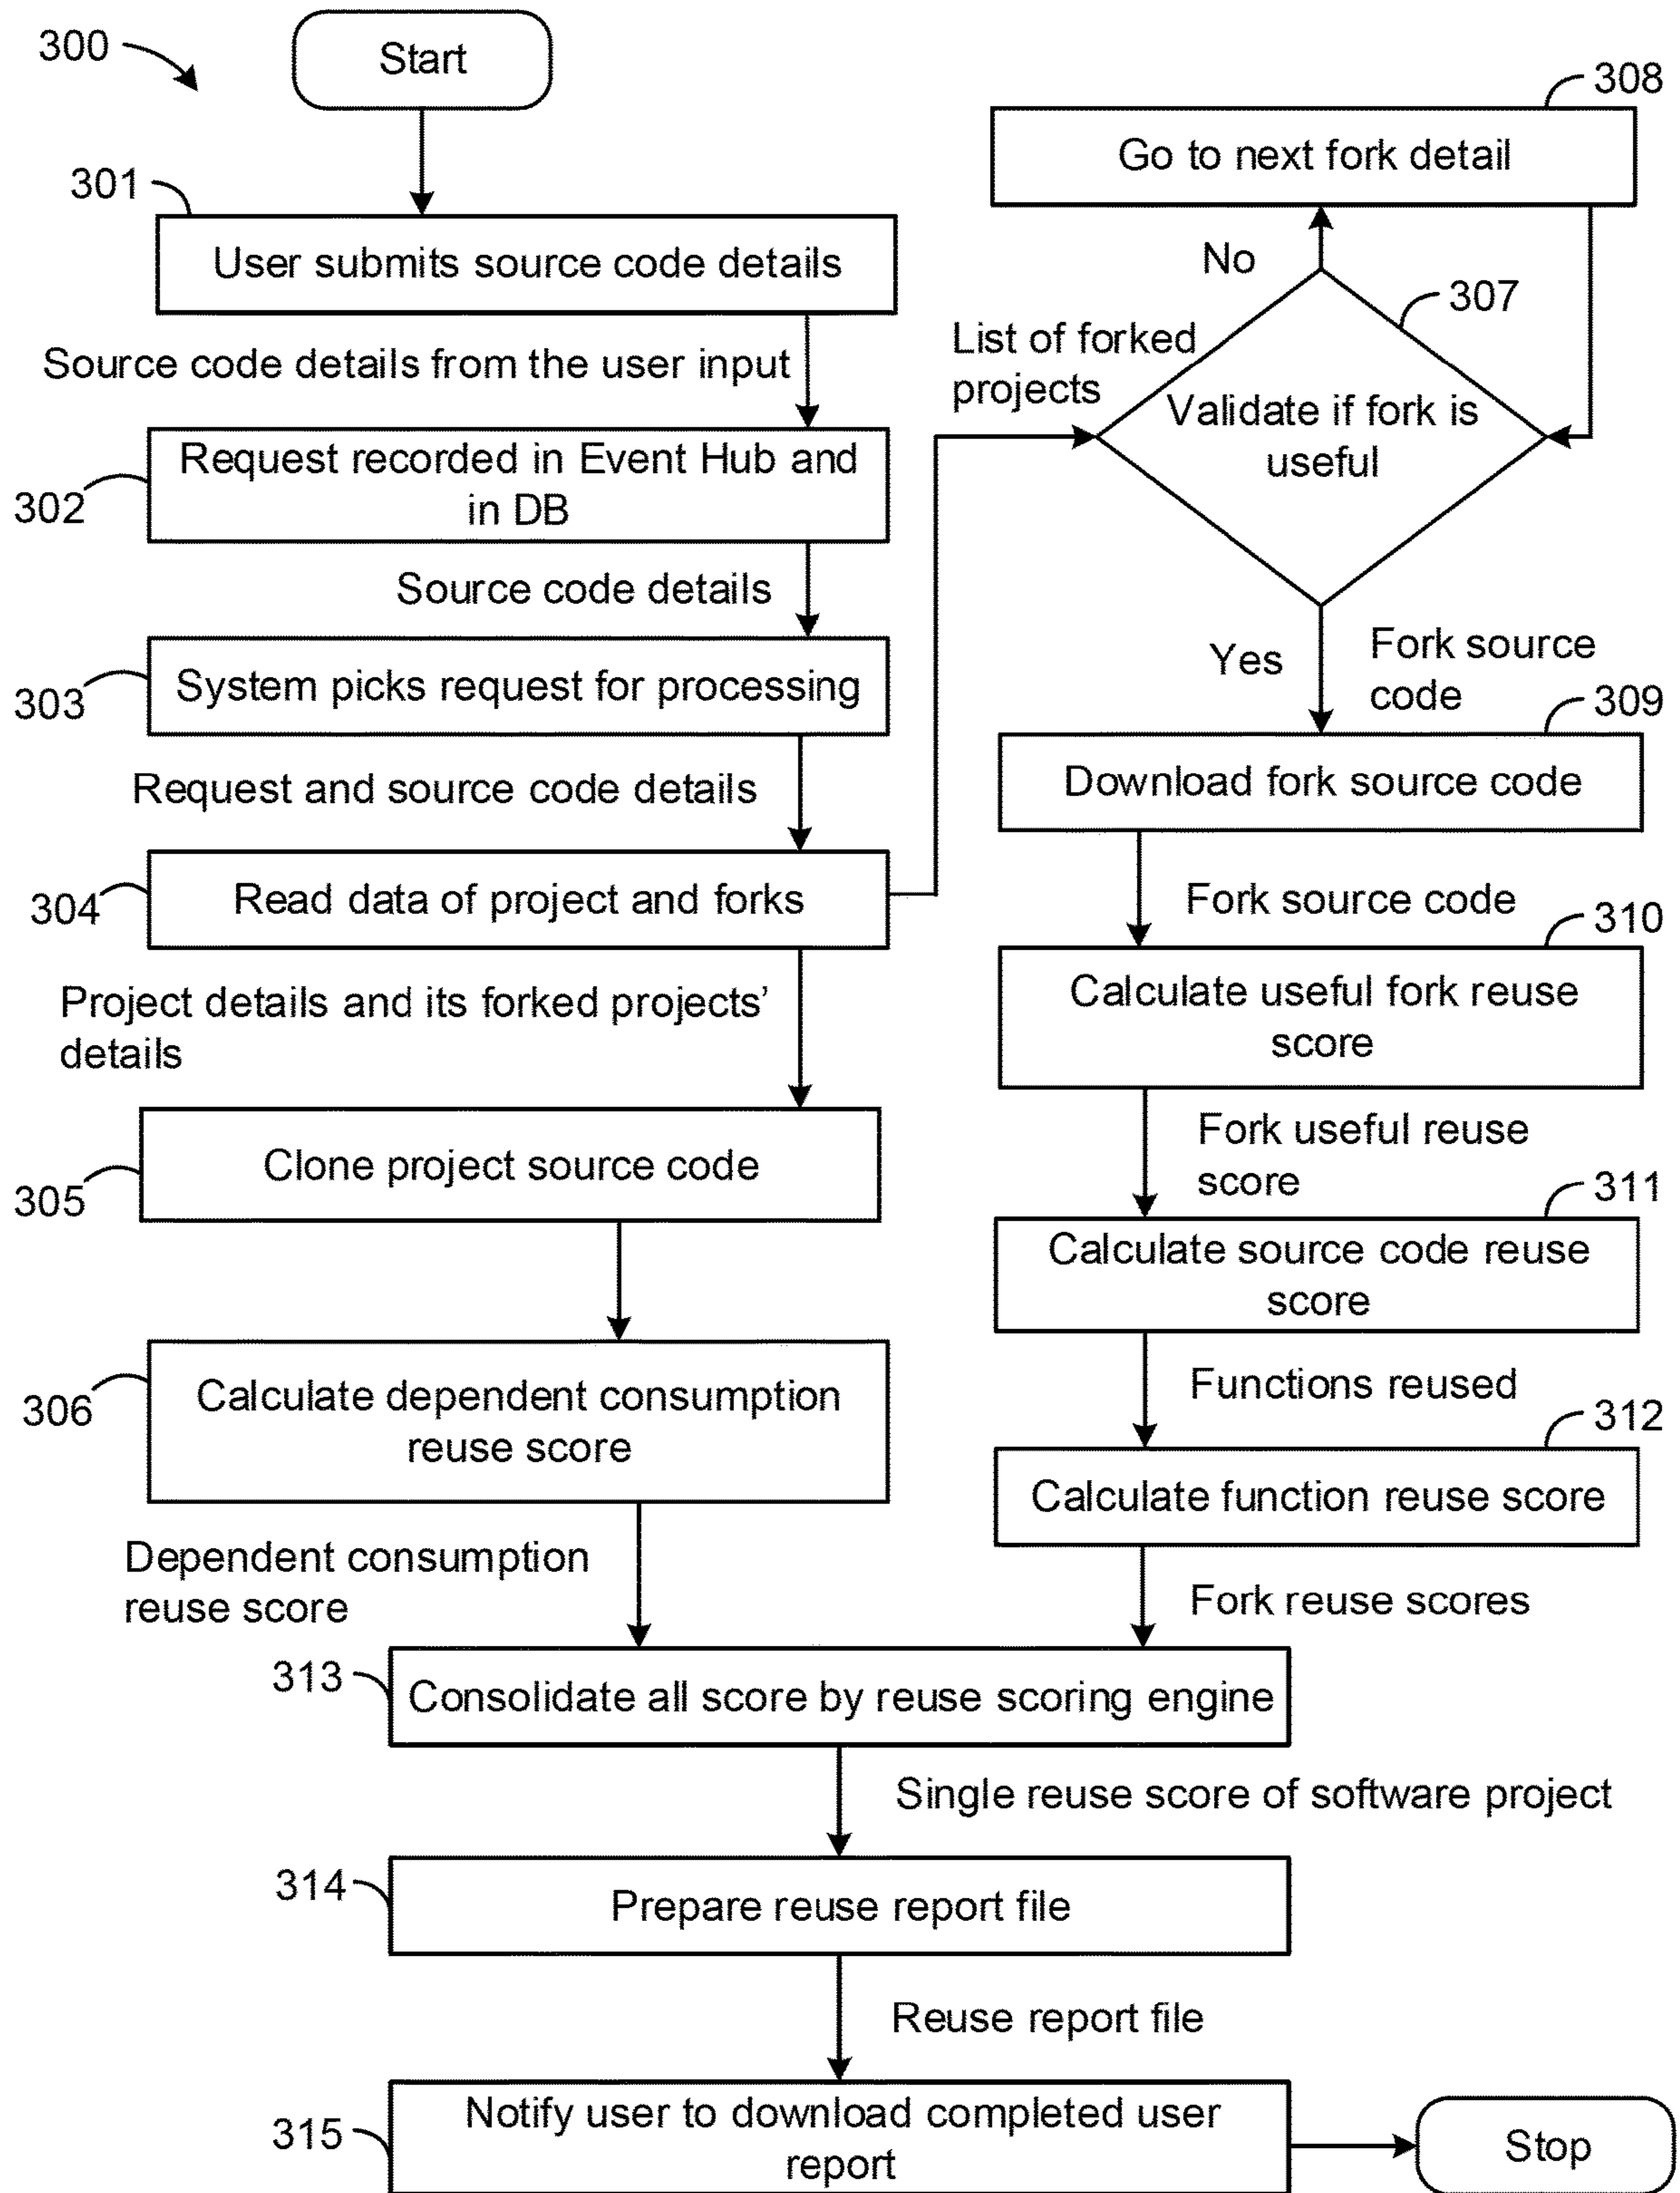 300
Start
301
User submits source code details
Source code details from the user input
302
Request recorded in Event Hub and
in DB
Source code details
303
System picks request for processing
Request and source code details
304
Read data of project and forks
Project details and its forked projects’
details
305
Clone project source code
306
Calculate dependent consumption
reuse score
Dependent consumption
reuse score
308
Go to next fork detail
No
307
List of forked
projects
Validate if fork is
useful
Yes
Fork source
code
309
Download fork source code
Fork source code
310
Calculate useful fork reuse
score
Fork useful reuse
score
311
Calculate source code reuse
score
Functions reused
312
Calculate function reuse score
Fork reuse scores
313
Consolidate all score by reuse scoring engine
Single reuse score of software project
314
Prepare reuse report file
Reuse report file
315
Notify user to download completed user
report
Stop